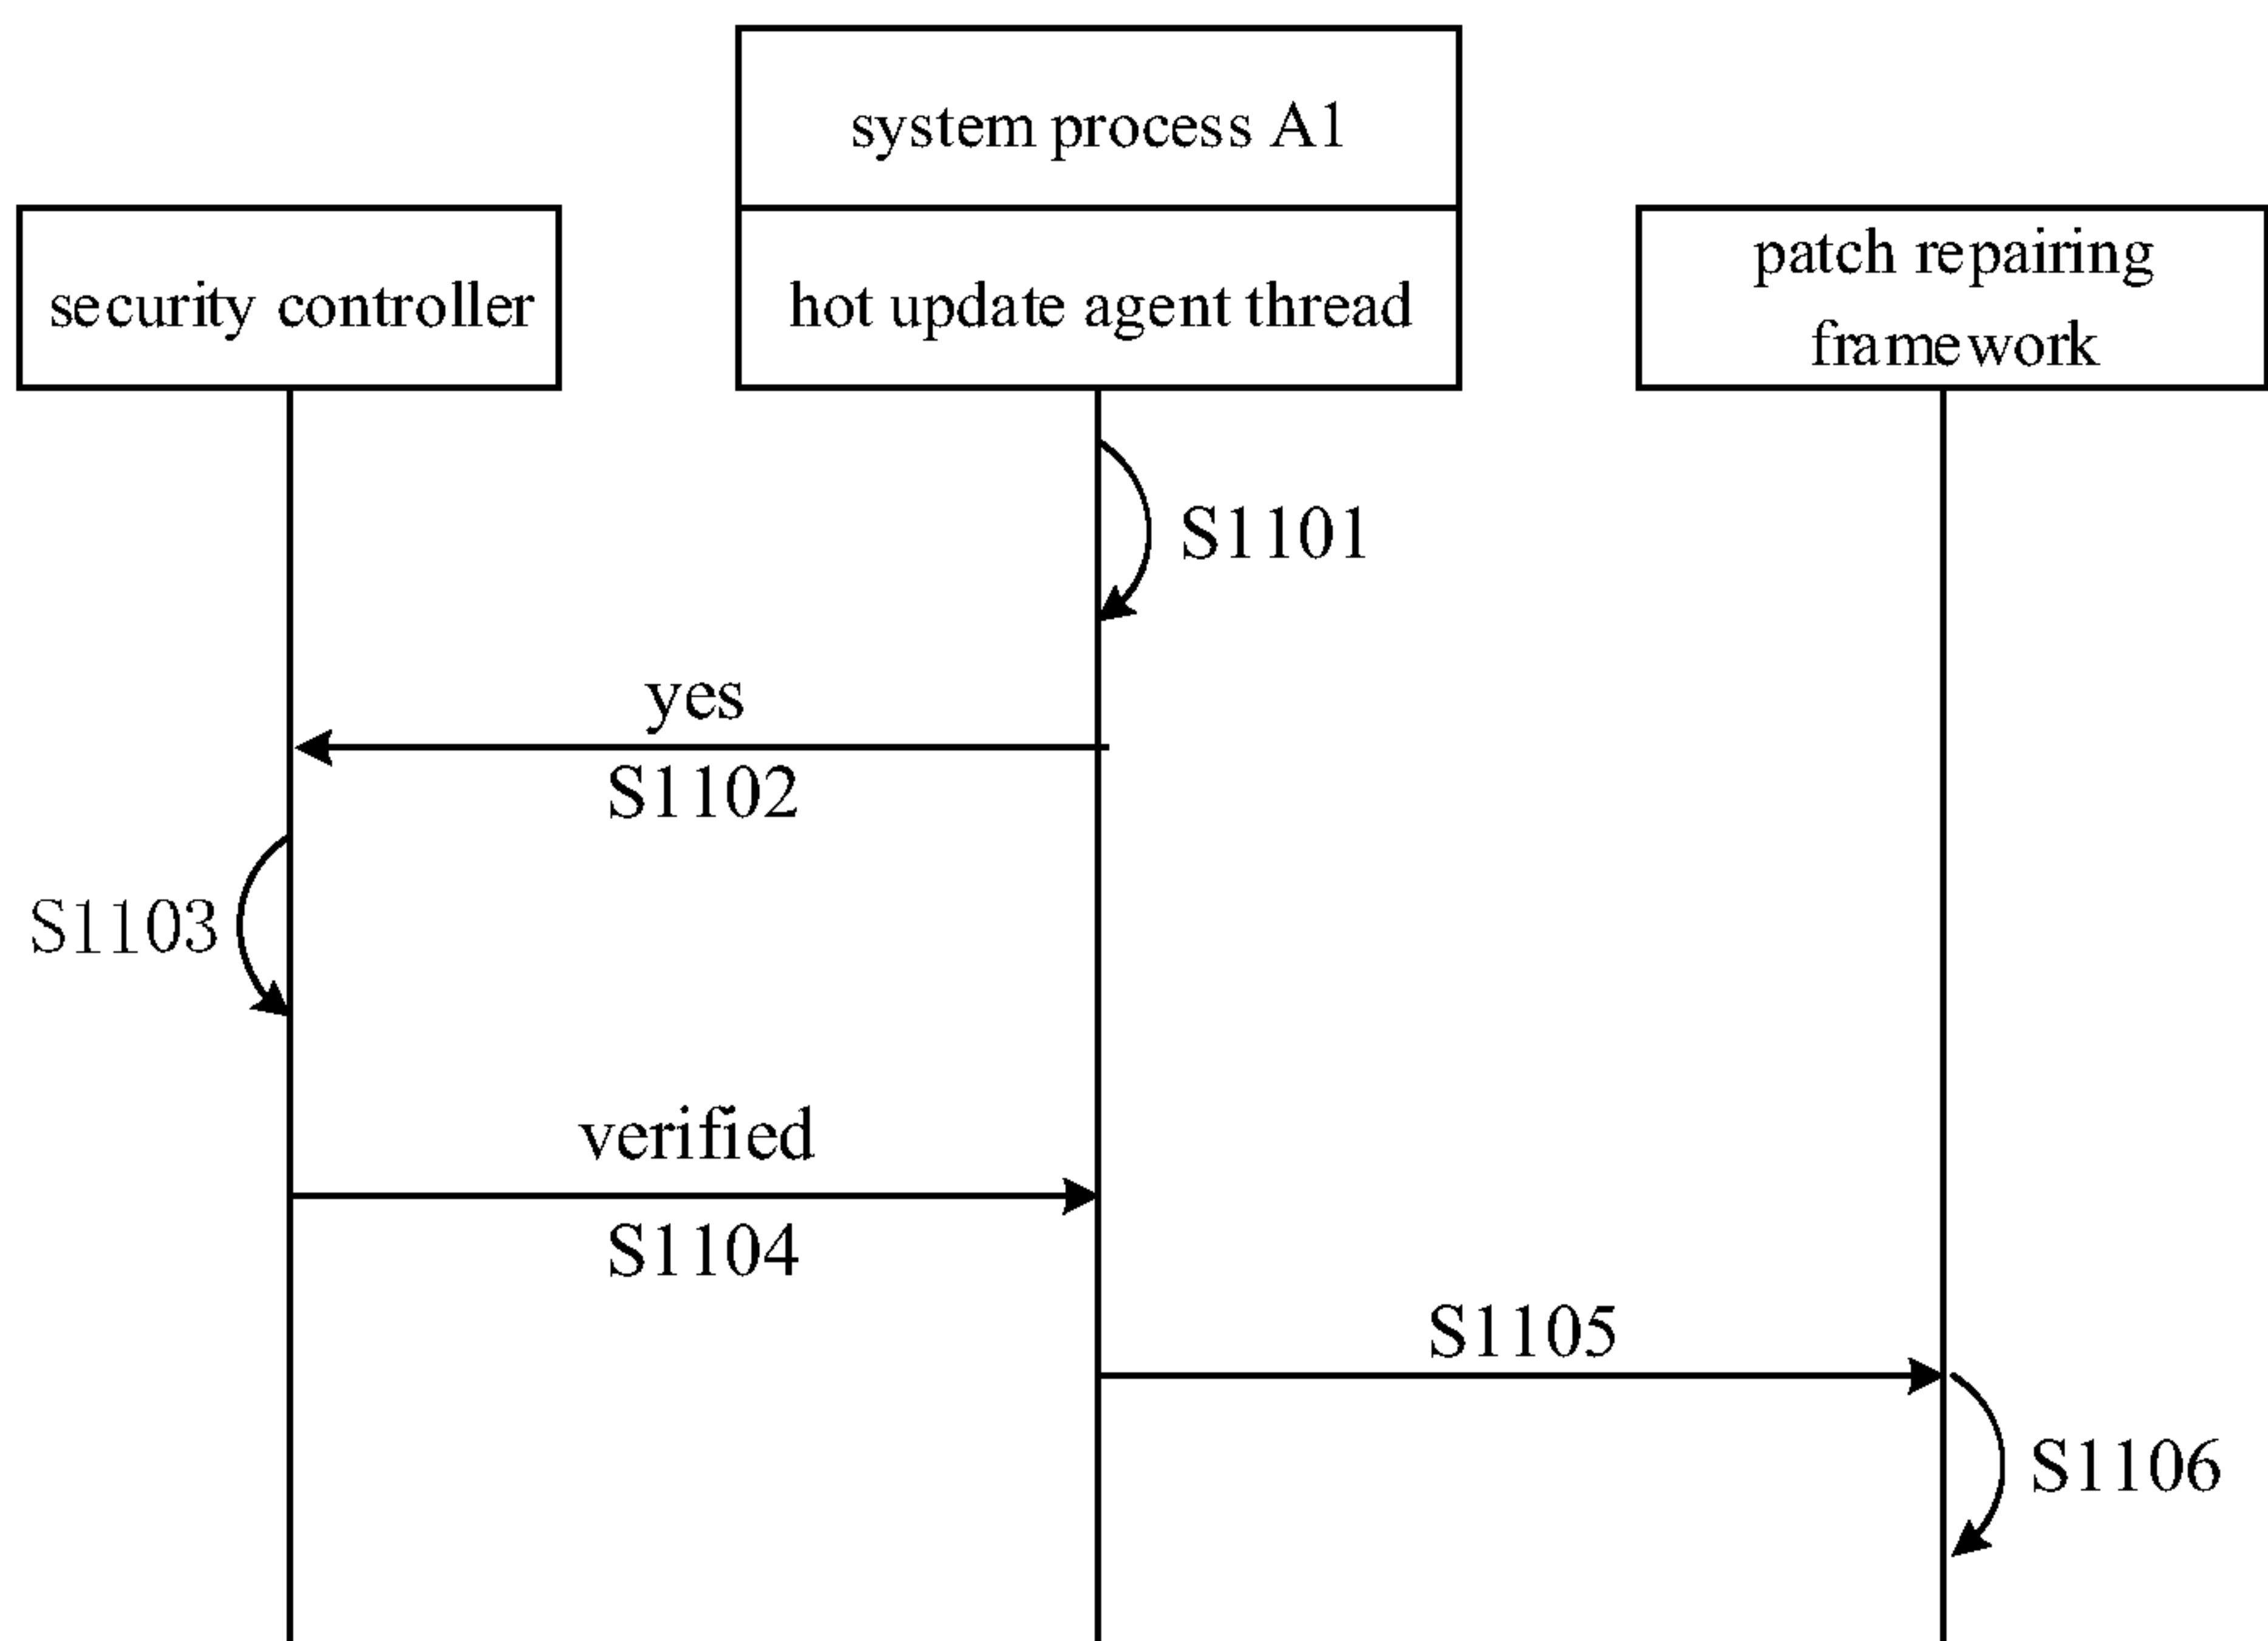 system process A1
security controller
hot update agent thread
patch repairing
framework
S1101
yes
S1102
S1103
verified
S1104
S1105
S1106